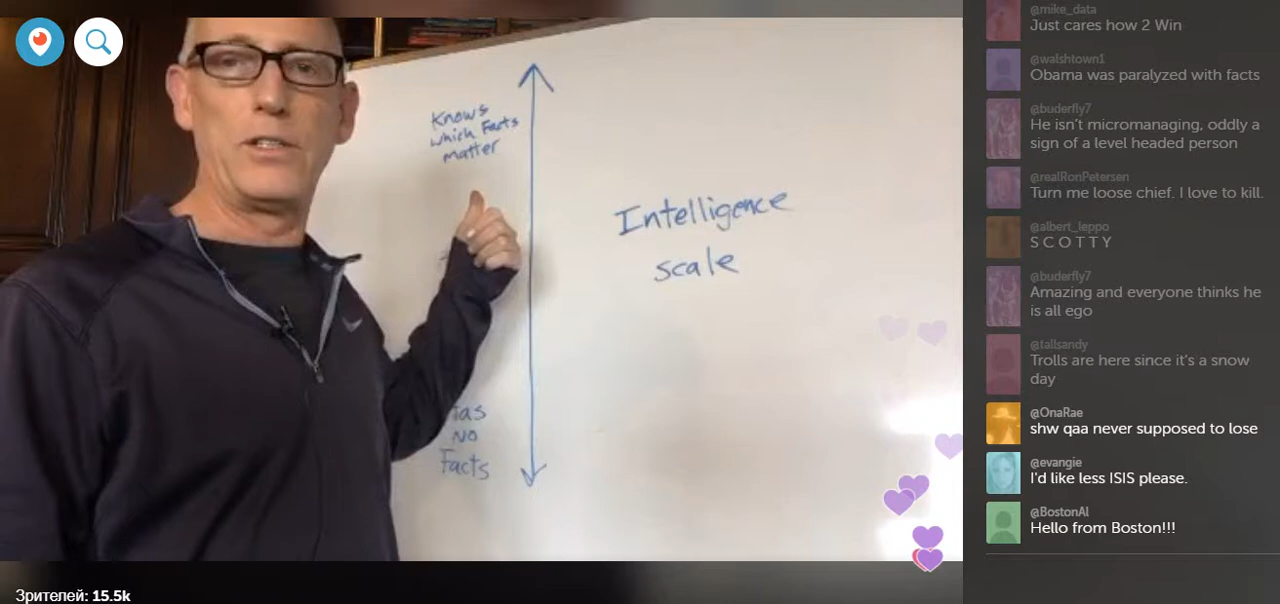 Knows
which Facts
matter
Intelligence
scale
Has
No
Facts
@mike_data
Just cares how 2 Win
@walshtown1
Obama was paralyzed with facts
@buderfly7
He isn't micromanaging, oddly a
sign of a level headed person
@realRonPetersen
Turn me loose chief. I love to kill.
@albert_leppo
S C O T T Y
@buderfly7
Amazing and everyone thinks he
is all ego
@tallsandy
Trolls are here since it's a snow
day
@OnaRae
shw qaa never supposed to lose
@evangie
I'd like less ISIS please.
@BostonAl
Hello from Boston!!!
Зрителей: 15.5k